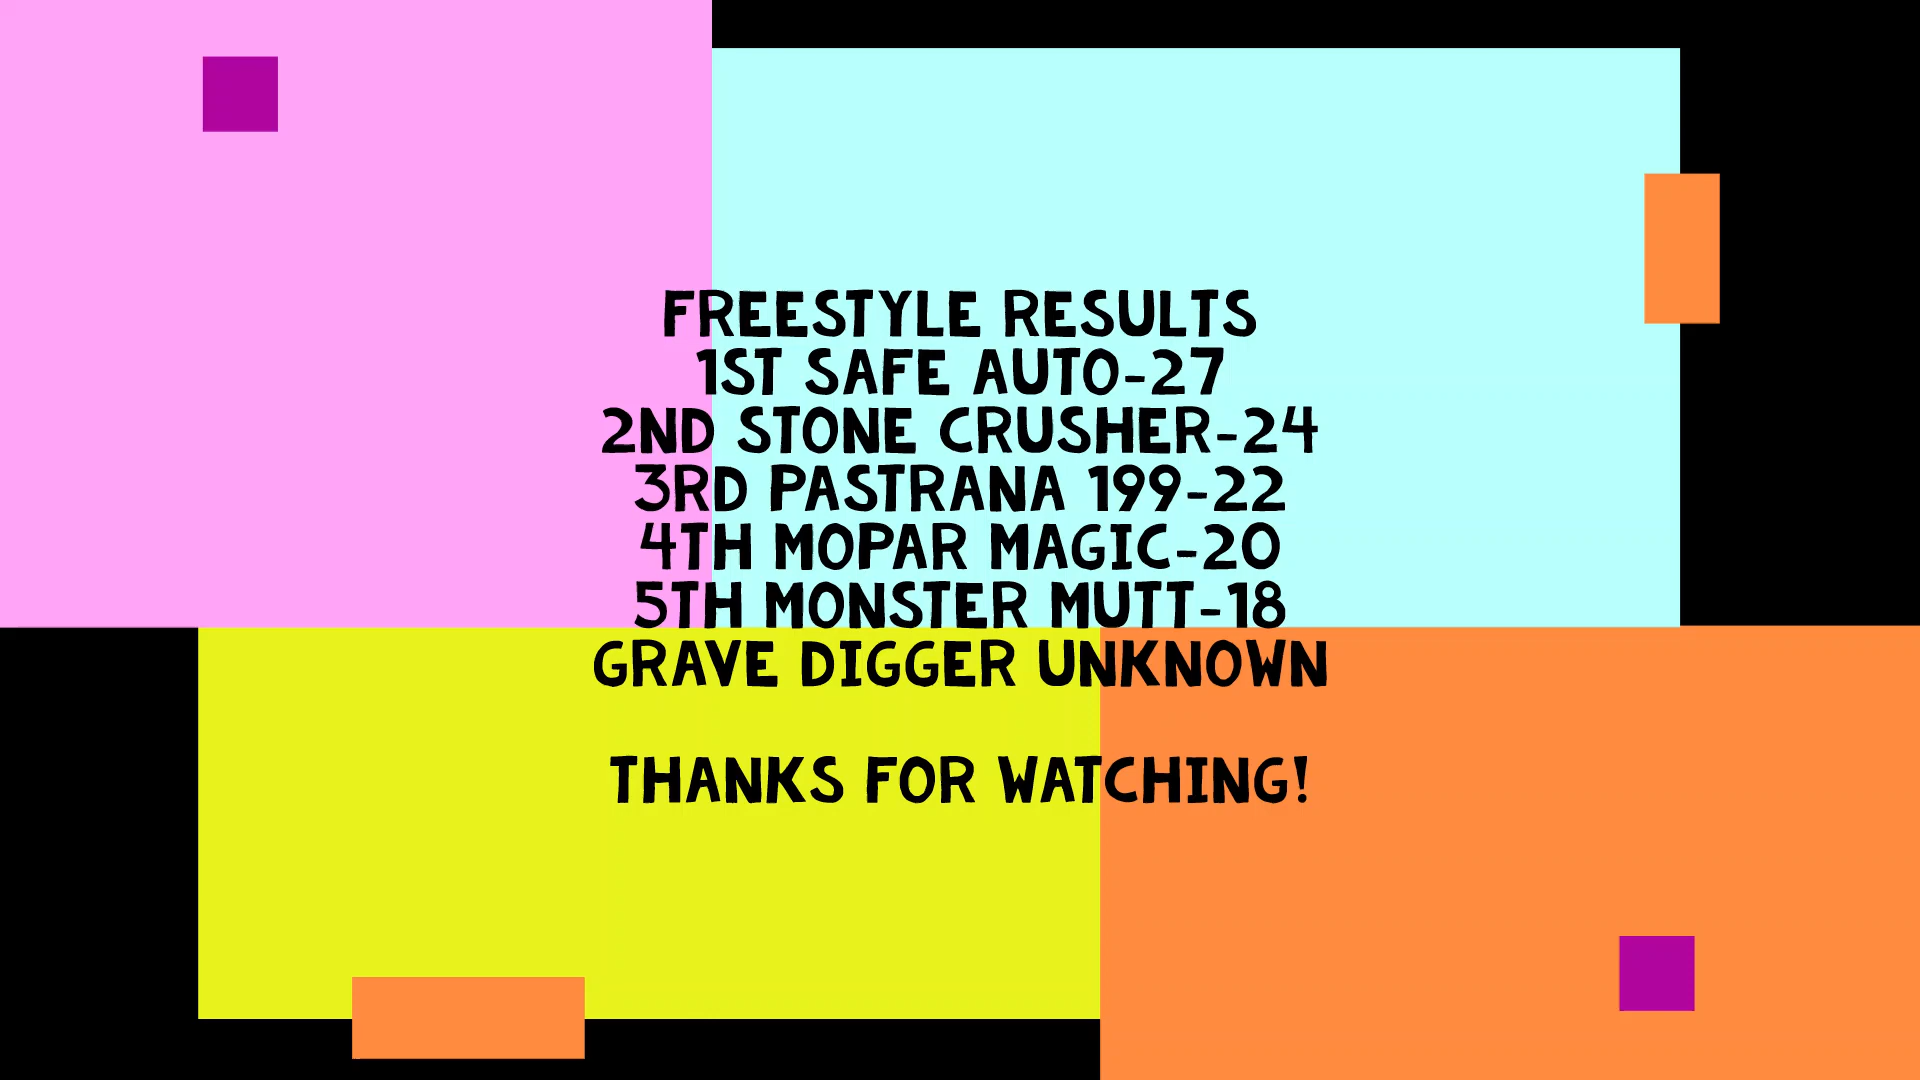 FREESTYLE RESULTS
1ST SAFE AUTO-27
2ND STONE CRUSHER-24
3RD PASTRANA 199-22
4TH MOPAR MAGIC-20
5TH MONSTER MUTT-18
GRAVE DIGGER UNKNOWN
THANKS FOR WATCHING!